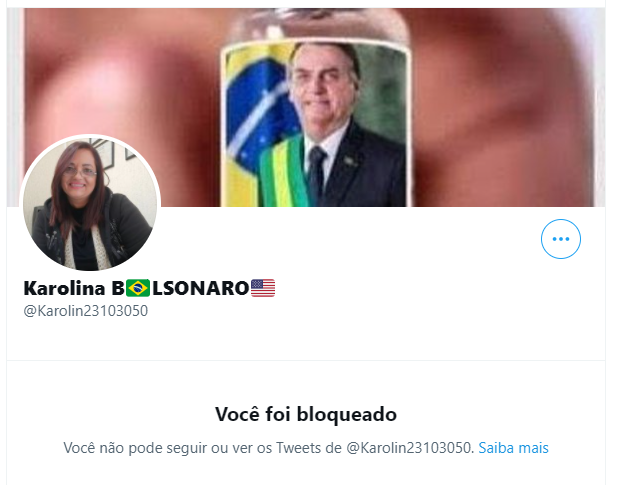 Karolina B🇧🇷LSONARO🇺🇸
@Karolin23103050
Você foi bloqueado
Você não pode seguir ou ver os Tweets de @Karolin23103050. Saiba mais